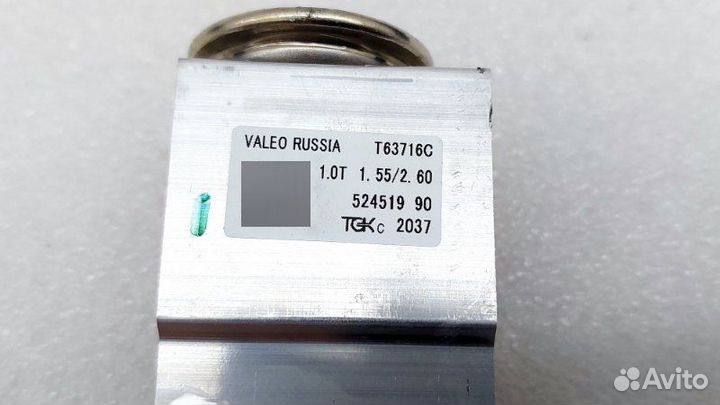 VALEO RUSSIA T63716C
1.0T 1.55/2.60
524519 90
TGK c 2037
i
Avito